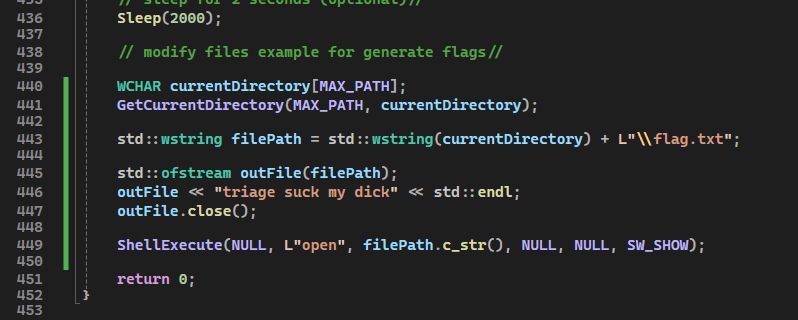 435 // sleep for 2 seconds (optional)//
436 Sleep(2000);
437
438 // modify files example for generate flags//
439
440 WCHAR currentDirectory[MAX_PATH];
441 GetCurrentDirectory(MAX_PATH, currentDirectory);
442
443 std::wstring filePath = std::wstring(currentDirectory) + L"\\flag.txt";
444
445 std::ofstream outFile(filePath);
446 outFile << "triage suck my dick" << std::endl;
447 outFile.close();
448
449 ShellExecute(NULL, L"open", filePath.c_str(), NULL, NULL, SW_SHOW);
450
451 return 0;
452 }
453